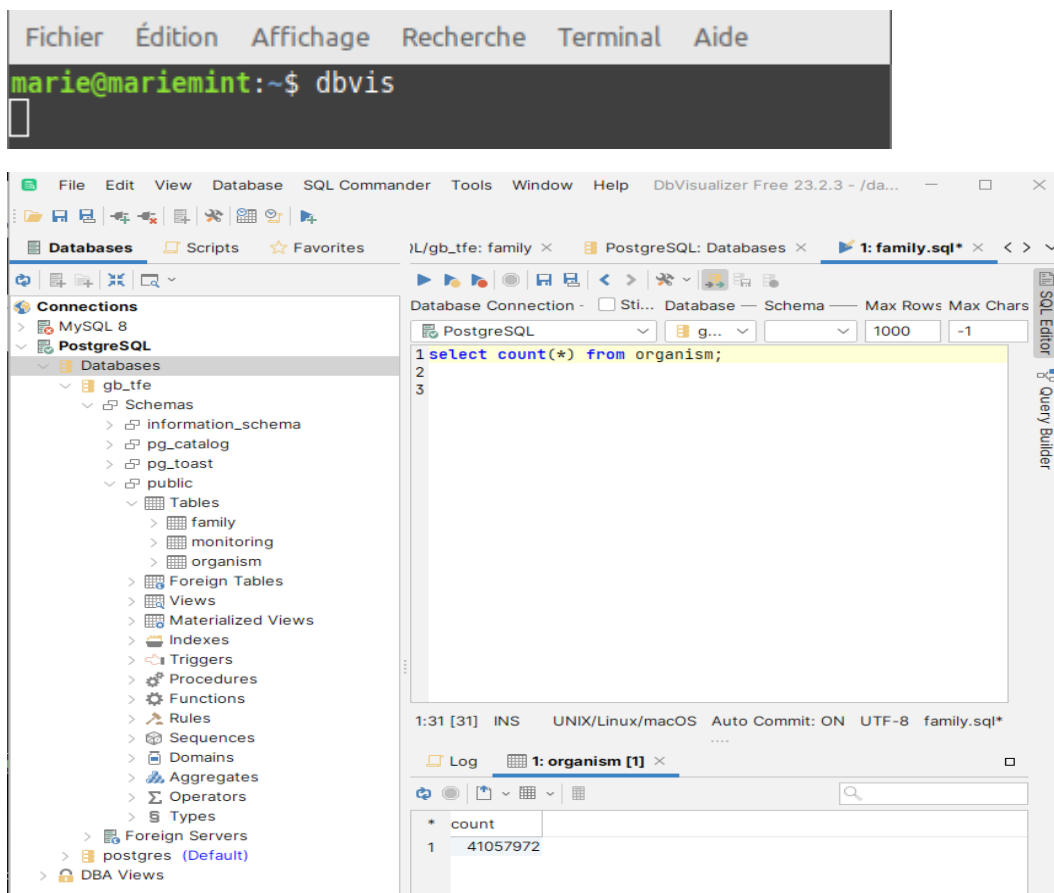 Fichier Édition Affichage Recherche Terminal Aide
marie@mariemint:~$ dbvis
File Edit View Database SQL Commander Tools Window Help DbVisualizer Free 23.2.3 - /da...
Databases Scripts Favorites
)L/gb_tfe: family PostgreSQL: Databases 1: family.sql*
Connections
MySQL 8
PostgreSQL
Databases
gb_tfe
Schemas
information_schema
pg_catalog
pg_toast
public
Tables
family
monitoring
organism
Foreign Tables
Views
Materialized Views
Indexes
Triggers
Procedures
Functions
Rules
Sequences
Domains
Aggregates
Operators
Types
Foreign Servers
postgres (Default)
DBA Views
Database Connection - Sti... Database Schema Max Rows Max Chars
PostgreSQL g... 1000 -1
1 select count(*) from organism;
2
3
SQL Editor
Query Builder
1:31 [31] INS UNIX/Linux/macOS Auto Commit: ON UTF-8 family.sql*
Log 1: organism [1]
* count
1 41057972